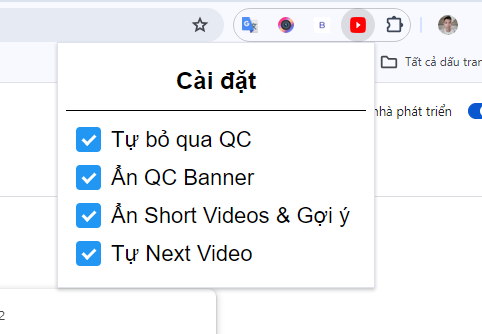 B
Tất cả dấu tran
Cài đặt
nhà phát triển
Tự bỏ qua QC
Ẩn QC Banner
Ẩn Short Videos & Gợi ý
Tự Next Video
2